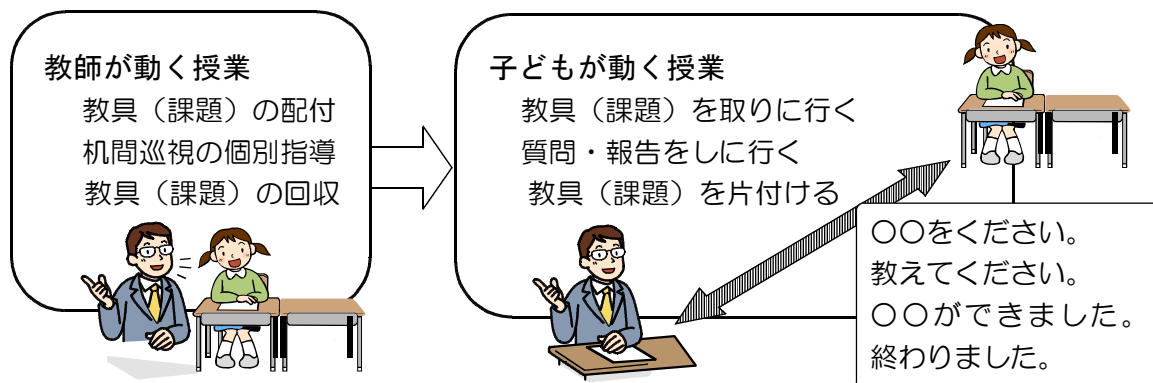 教師が動く授業
教具（課題）の配付
机間巡視の個別指導
教具（課題）の回収
子どもが動く授業
教具（課題）を取りに行く
質問・報告をしに行く
教具（課題）を片付ける
〇〇をください。
教えてください。
〇〇ができました。
終わりました。